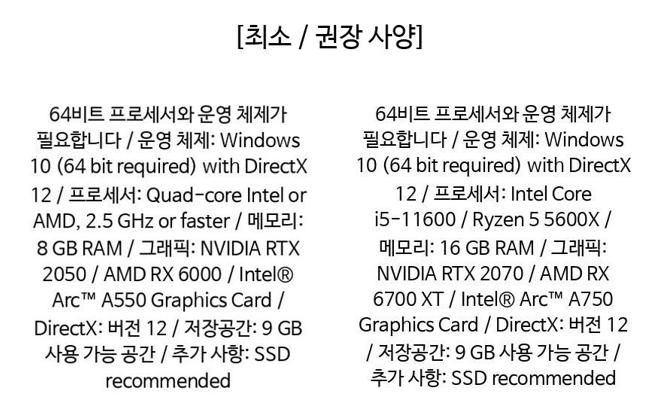 [최소 / 권장 사양]
64비트 프로세서와 운영 체제가
필요합니다 / 운영 체제: Windows
10 (64 bit required) with DirectX
12 / 프로세서: Quad-core Intel or
AMD, 2.5 GHz or faster / 메모리:
8 GB RAM / 그래픽: NVIDIA RTX
2050 / AMD RX 6000 / Intel®
Arc™ A550 Graphics Card /
DirectX: 버전 12 / 저장공간: 9 GB
사용 가능 공간 / 추가 사항: SSD
recommended
64비트 프로세서와 운영 체제가
필요합니다 / 운영 체제: Windows
10 (64 bit required) with DirectX
12 / 프로세서: Intel Core
i5-11600 / Ryzen 5 5600X /
메모리: 16 GB RAM / 그래픽:
NVIDIA RTX 2070 / AMD RX
6700 XT / Intel® Arc™ A750
Graphics Card / DirectX: 버전 12
/ 저장공간: 9 GB 사용 가능 공간 /
추가 사항: SSD recommended